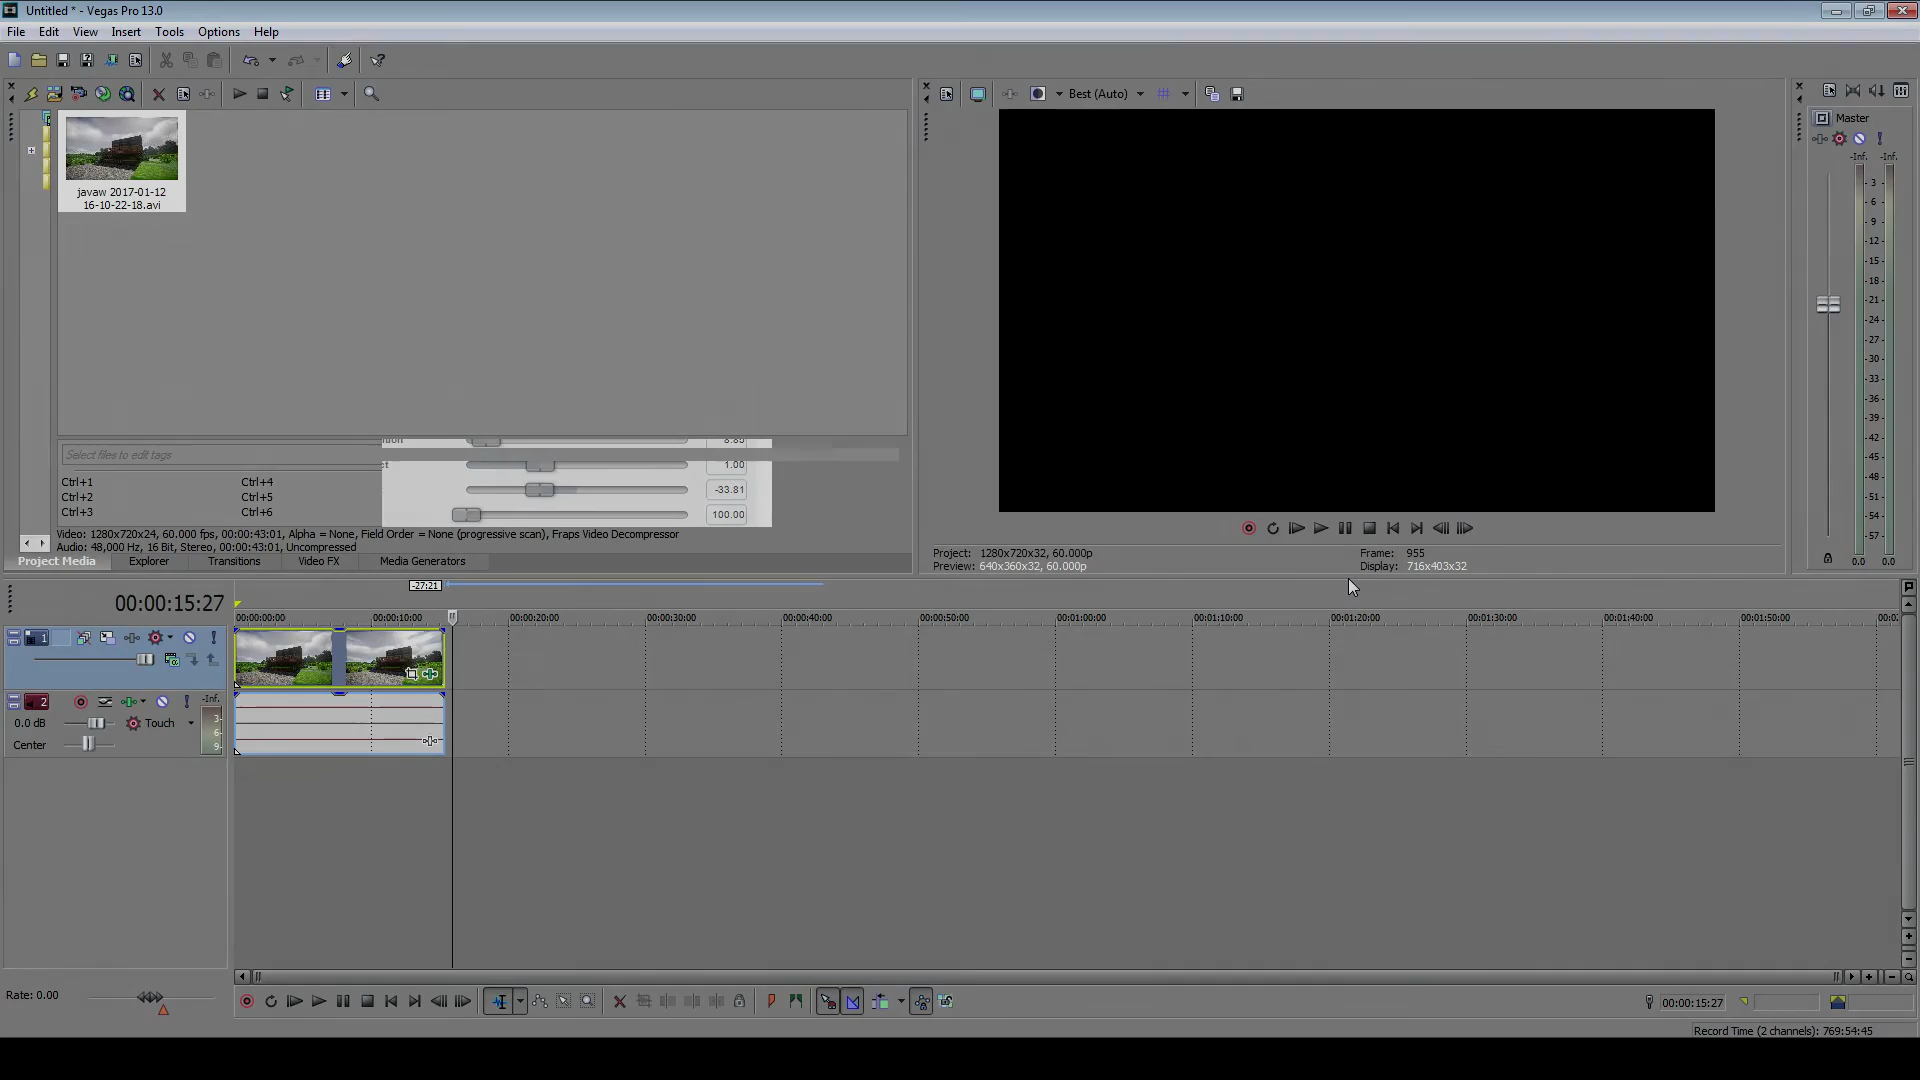 Untitled * - Vegas Pro 13.0
File Edit View Insert Tools Options Help
Best (Auto)
Master
-Inf. -Inf.
3
6
9
12
15
18
21
24
27
30
33
36
39
42
45
48
51
54
57
0.0 0.0
javaw 2017-01-12
16-10-22-18.avi
8.85
1.00
-33.81
100.00
Select files to edit tags
Ctrl+1 Ctrl+4
Ctrl+2 Ctrl+5
Ctrl+3 Ctrl+6
Video: 1280x720x24, 60.000 fps, 00:00:43:01, Alpha = None, Field Order = None (progressive scan), Fraps Video Decompressor
Audio: 48,000 Hz, 16 Bit, Stereo, 00:00:43:01, Uncompressed
Project Media Explorer Transitions Video FX Media Generators
Project: 1280x720x32, 60.000p Frame: 955
Preview: 640x360x32, 60.000p Display: 716x403x32
-27:21
00:00:15:27
00:00:00:00 00:00:10:00 00:00:20:00 00:00:30:00 00:00:40:00 00:00:50:00 00:01:00:00 00:01:10:00 00:01:20:00 00:01:30:00 00:01:40:00 00:01:50:00
1
2 -Inf.
0.0 dB Touch
Center
3
6
9
Rate: 0.00
00:00:15:27
Record Time (2 channels): 769:54:45